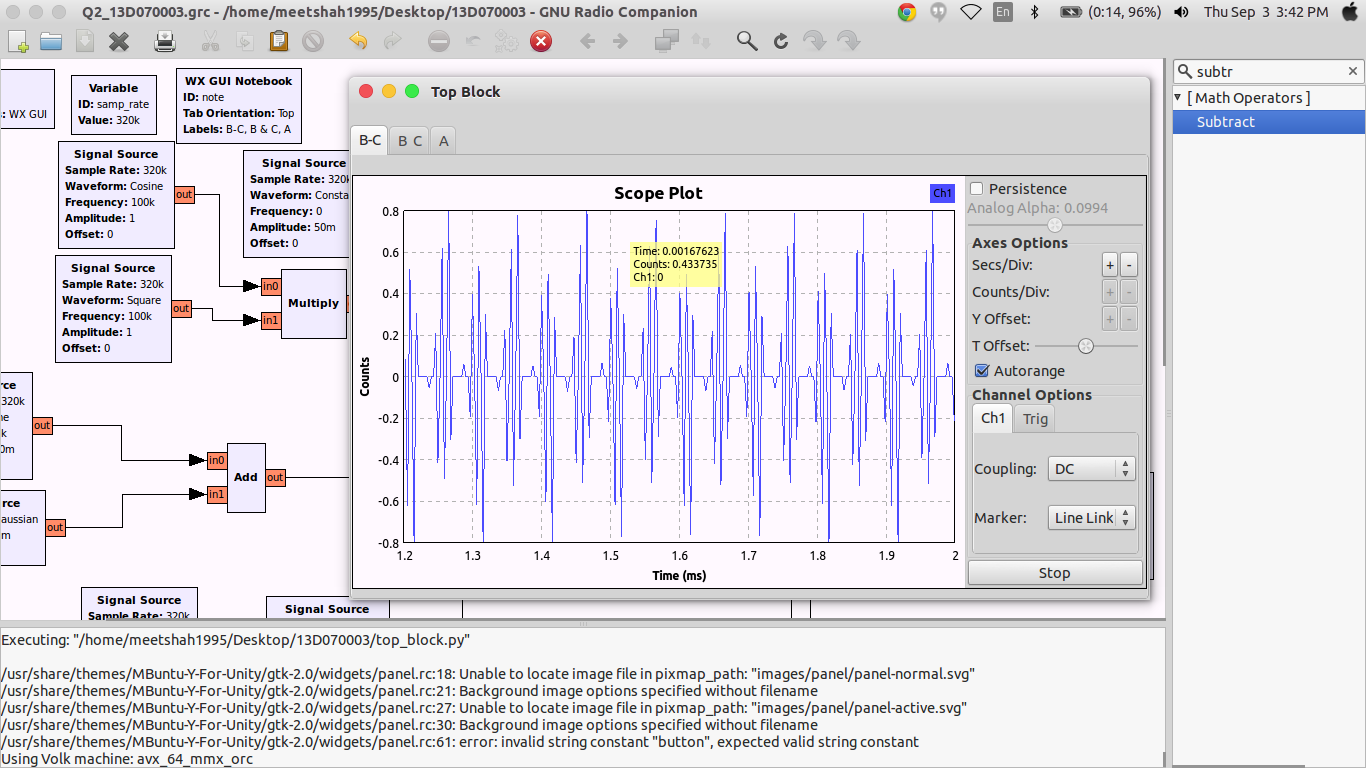 Q2_13D070003.grc - /home/meetshah1995/Desktop/13D070003 - GNU Radio Companion
En
(0:14, 96%)
Thu Sep 3 3:42 PM
: WX GUI
Variable
ID: samp_rate
Value: 320k
WX GUI Notebook
ID: note
Tab Orientation: Top
Labels: B-C, B & C, A
Signal Source
Sample Rate: 320k
Waveform: Cosine
Frequency: 100k
Amplitude: 1
Offset: 0
out
Signal Source
Sample Rate: 320k
Waveform: Consta
Frequency: 0
Amplitude: 50m
Offset: 0
Signal Source
Sample Rate: 320k
Waveform: Square
Frequency: 100k
Amplitude: 1
Offset: 0
out
in0
in1
Multiply
rce
320k
ne
k
0m
out
rce
aussian
m
out
in0
in1
Add
out
Signal Source
Sample Rate: 320k
Signal Source
Top Block
B-C
B C
A
Scope Plot
Ch1
Counts
0.8
0.6
0.4
0.2
0
-0.2
-0.4
-0.6
-0.8
1.2
1.3
1.4
1.5
1.6
1.7
1.8
1.9
2
Time (ms)
Time: 0.00167623
Counts: 0.433735
Ch1: 0
Persistence
Analog Alpha: 0.0994
Axes Options
Secs/Div:
+
-
Counts/Div:
+
-
Y Offset:
+
-
T Offset:
Autorange
Channel Options
Ch1
Trig
Coupling:
DC
Marker:
Line Link
Stop
subtr
[ Math Operators ]
Subtract
Executing: "/home/meetshah1995/Desktop/13D070003/top_block.py"
/usr/share/themes/MBuntu-Y-For-Unity/gtk-2.0/widgets/panel.rc:18: Unable to locate image file in pixmap_path: "images/panel/panel-normal.svg"
/usr/share/themes/MBuntu-Y-For-Unity/gtk-2.0/widgets/panel.rc:21: Background image options specified without filename
/usr/share/themes/MBuntu-Y-For-Unity/gtk-2.0/widgets/panel.rc:27: Unable to locate image file in pixmap_path: "images/panel/panel-active.svg"
/usr/share/themes/MBuntu-Y-For-Unity/gtk-2.0/widgets/panel.rc:30: Background image options specified without filename
/usr/share/themes/MBuntu-Y-For-Unity/gtk-2.0/widgets/panel.rc:61: error: invalid string constant "button", expected valid string constant
Using Volk machine: avx_64_mmx_orc